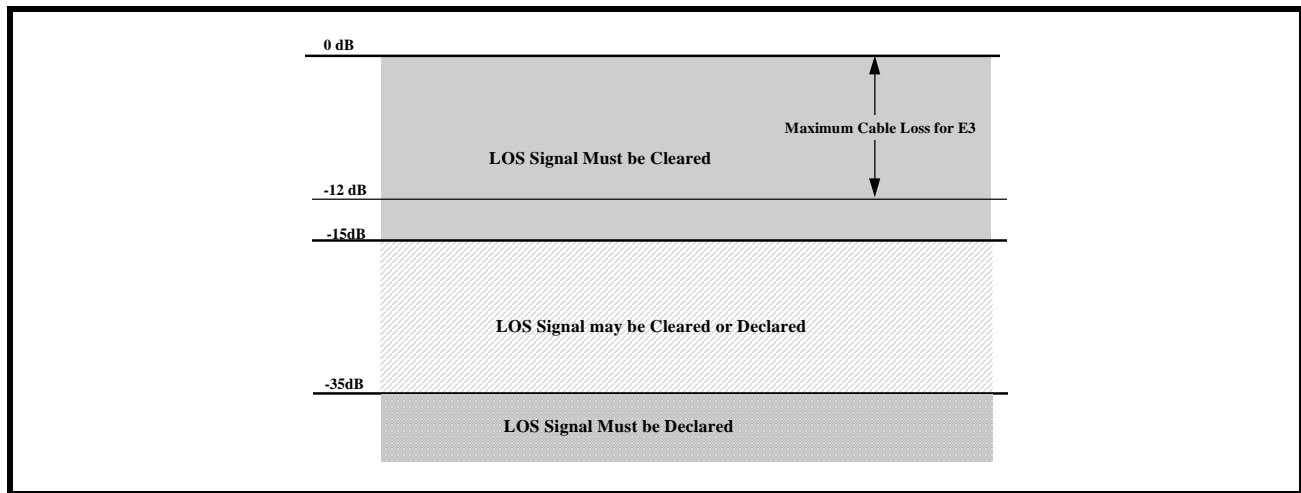 0 dB
Maximum Cable Loss for E3
LOS Signal Must be Cleared
-12 dB
-15dB
LOS Signal may be Cleared or Declared
-35dB
LOS Signal Must be Declared